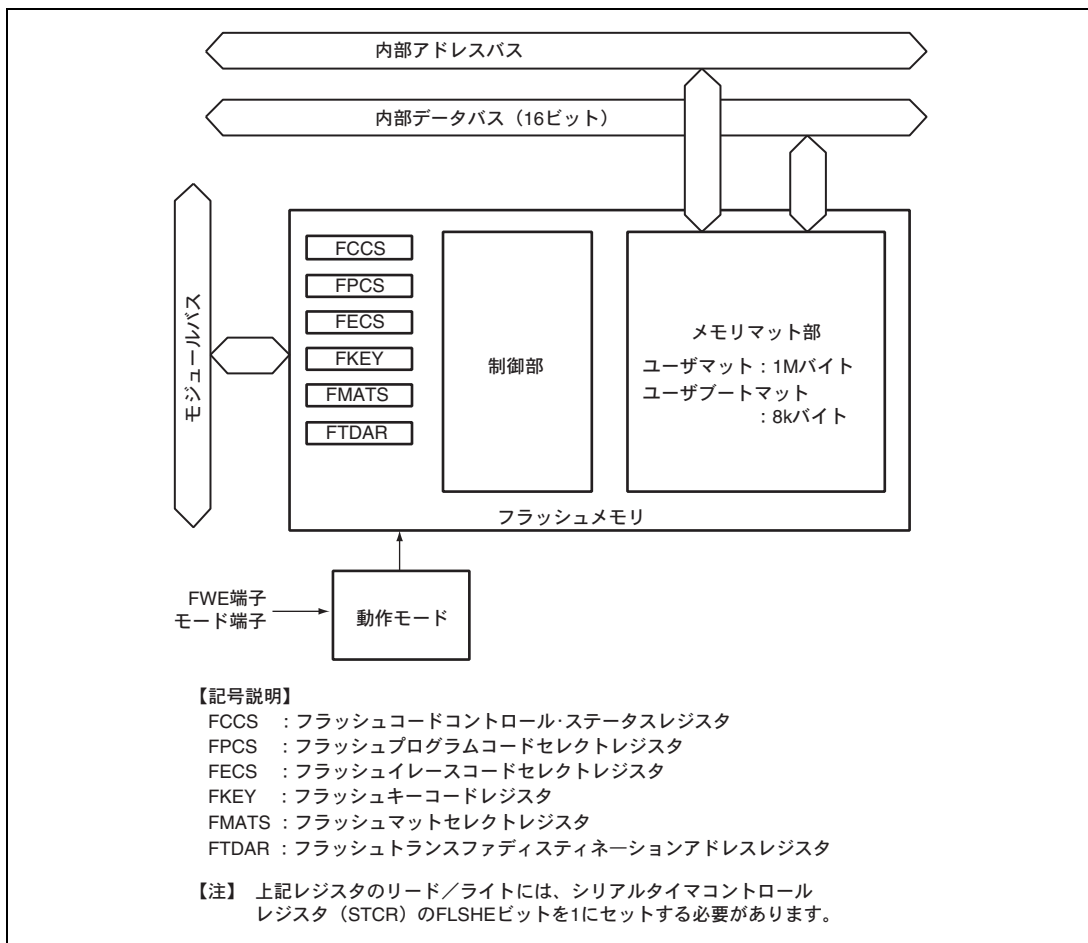 内部アドレスバス
内部データバス（16ビット）
モジュールバス
FCCS
FPCS
FECS
FKEY
FMATS
FTDAR
制御部
メモリマット部
ユーザマット：1Mバイト
ユーザブートマット
：8kバイト
フラッシュメモリ
FWE端子
モード端子
動作モード
【記号説明】
FCCS ：フラッシュコードコントロール・ステータスレジスタ
FPCS ：フラッシュプログラムコードセレクトレジスタ
FECS ：フラッシュイレースコードセレクトレジスタ
FKEY ：フラッシュキーコードレジスタ
FMATS ：フラッシュマットセレクトレジスタ
FTDAR ：フラッシュトランスファディスティネーションアドレスレジスタ
【注】 上記レジスタのリード／ライトには、シリアルタイマコントロール
レジスタ（STCR）のFLSHEビットを1にセットする必要があります。